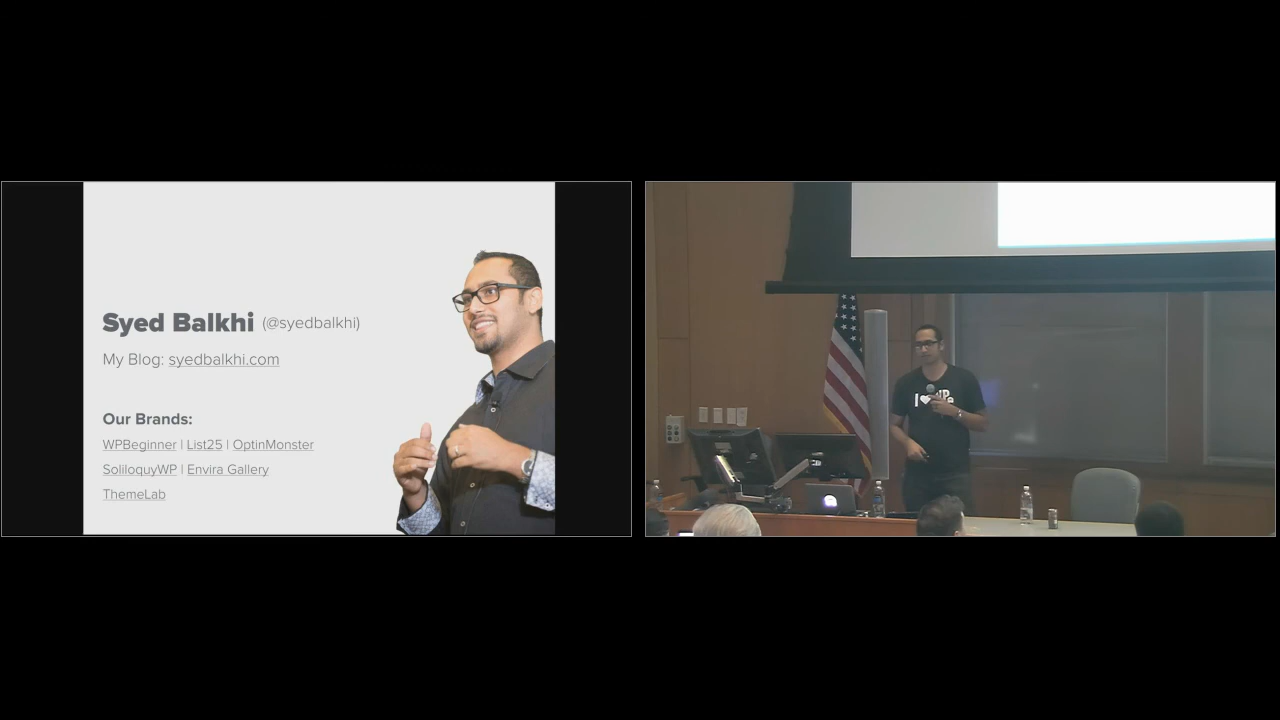 Syed Balkhi (@syedbalkhi)
My Blog: syedbalkhi.com
Our Brands:
WPBeginner | List25 | OptinMonster
SoliloquyWP | Envira Gallery
ThemeLab
I